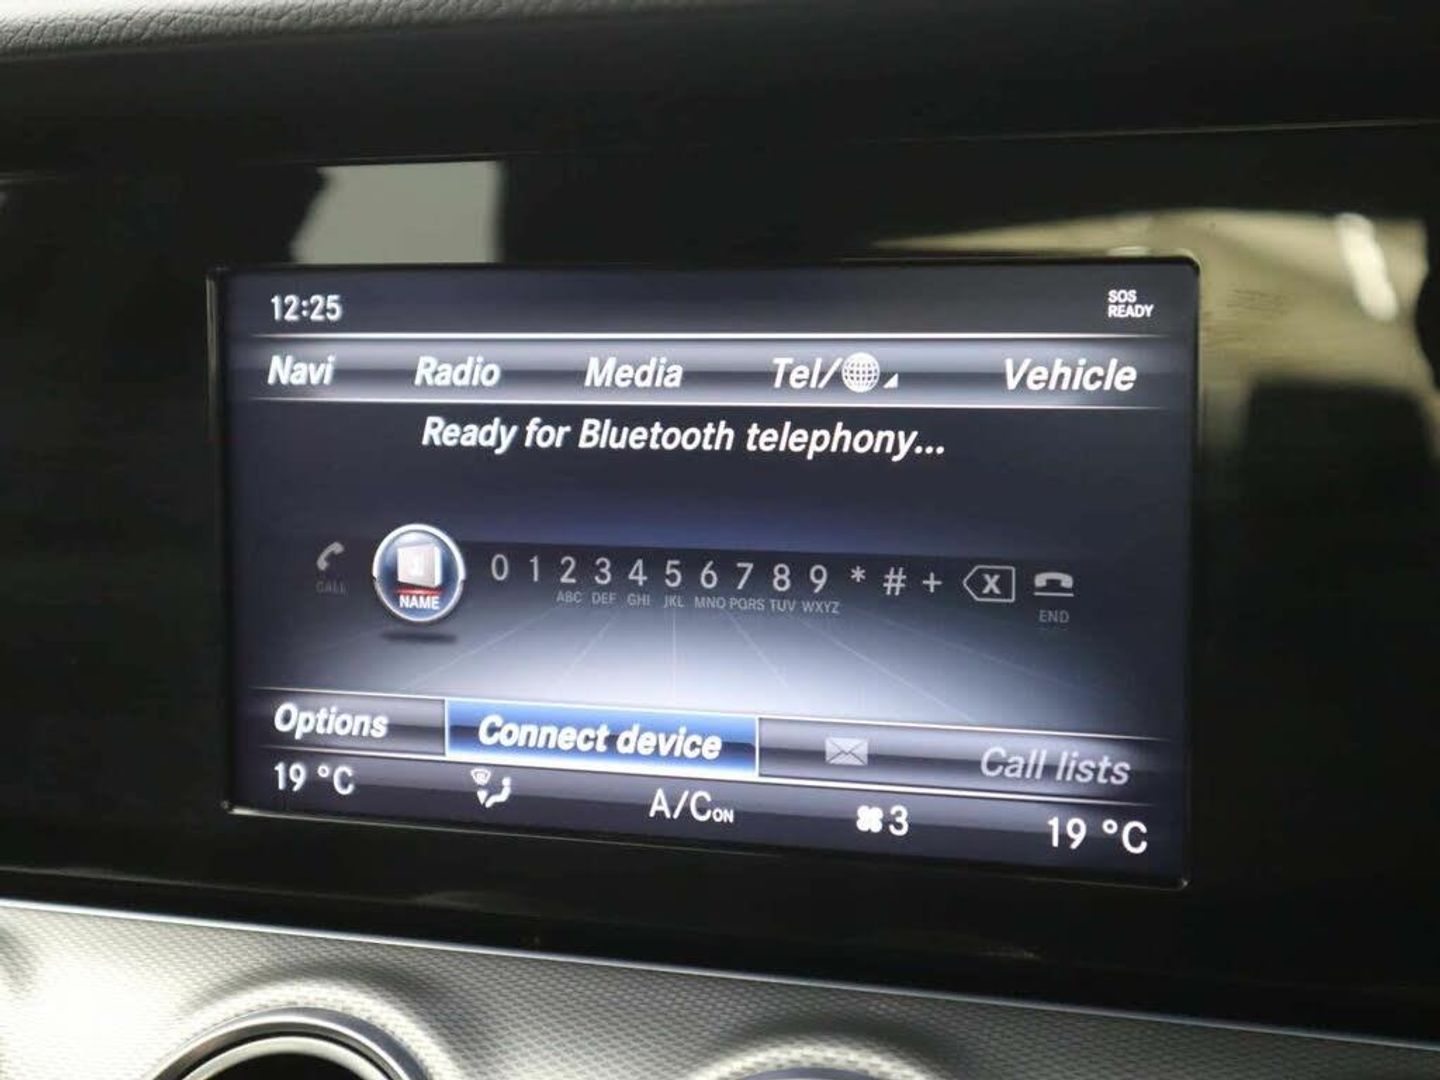 12:25
SOS
READY
Navi Radio Media Tel/ Vehicle
Ready for Bluetooth telephony...
CALL
NAME
0 1 2 3 4 5 6 7 8 9 * # + X
ABC DEF GHI JKL MNO PQRS TUV WXYZ
END
Options Connect device Call lists
19 °C A/C ON 3 19 °C